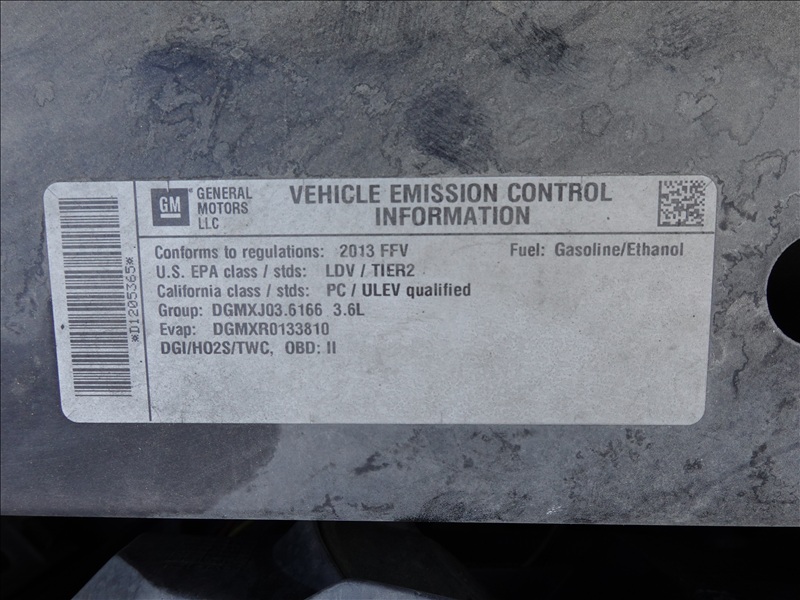 *D1205365*
GM GENERAL MOTORS LLC
VEHICLE EMISSION CONTROL
INFORMATION
Conforms to regulations: 2013 FFV Fuel: Gasoline/Ethanol
U.S. EPA class / stds: LDV / TIER2
California class / stds: PC / ULEV qualified
Group: DGMXJ03.6166 3.6L
Evap: DGMXR0133810
DGI/HO2S/TWC, OBD: II